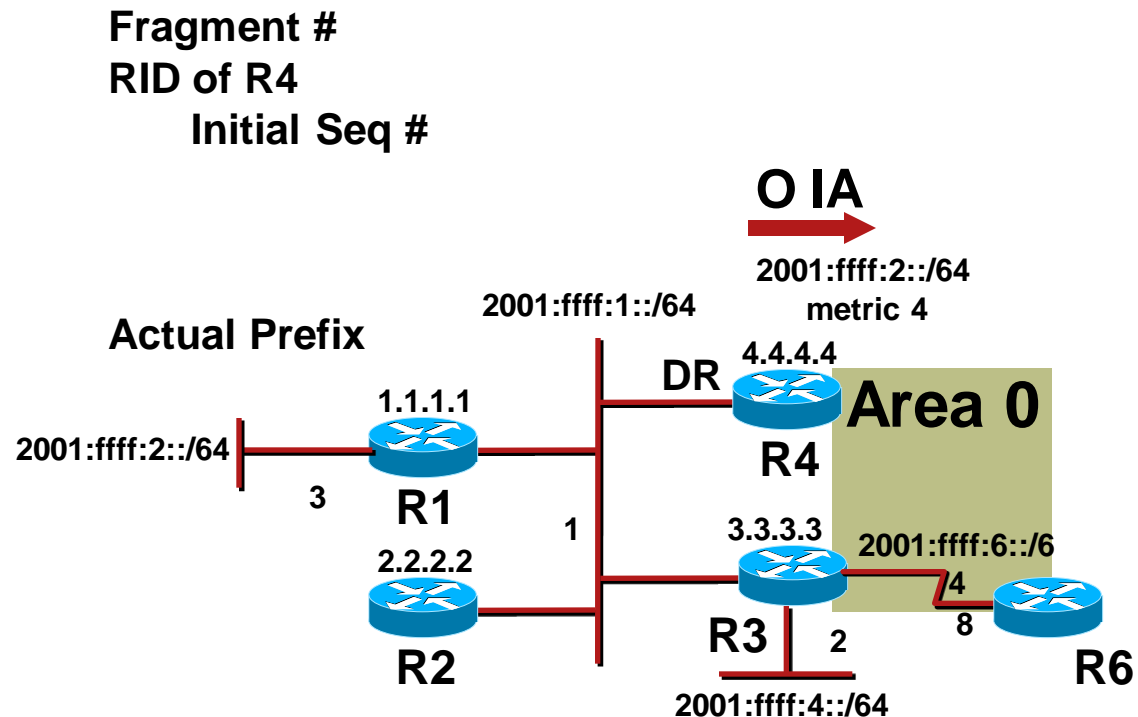 Fragment #
RID of R4
Initial Seq #
O IA
2001:ffff:2::/64
metric 4
2001:ffff:1::/64
Actual Prefix
DR
4.4.4.4
Area 0
1.1.1.1
2001:ffff:2::/64
R4
3
R1
1
3.3.3.3
2001:ffff:6::/6
2.2.2.2
4
8
R3
2
R2
R6
2001:ffff:4::/64